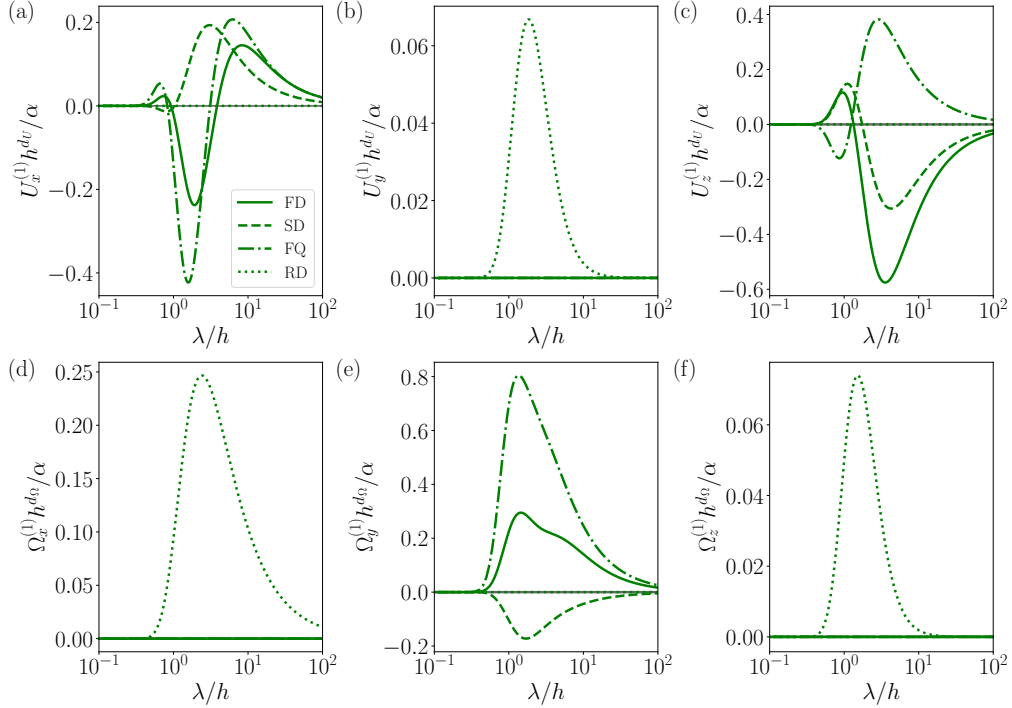 (a)
0.2
0.0
−0.2
−0.4
U_x^{(1)} h^{d_U}/α
10^{−1} 10^0 10^1 10^2
λ/h
FD
SD
FQ
RD
(b)
0.06
0.04
0.02
0.00
U_y^{(1)} h^{d_U}/α
10^{−1} 10^0 10^1 10^2
λ/h
(c)
0.4
0.2
0.0
−0.2
−0.4
−0.6
U_z^{(1)} h^{d_U}/α
10^{−1} 10^0 10^1 10^2
λ/h
(d)
0.25
0.20
0.15
0.10
0.05
0.00
Ω_x^{(1)} h^{d_Ω}/α
10^{−1} 10^0 10^1 10^2
λ/h
(e)
0.8
0.6
0.4
0.2
0.0
−0.2
Ω_y^{(1)} h^{d_Ω}/α
10^{−1} 10^0 10^1 10^2
λ/h
(f)
0.06
0.04
0.02
0.00
Ω_z^{(1)} h^{d_Ω}/α
10^{−1} 10^0 10^1 10^2
λ/h